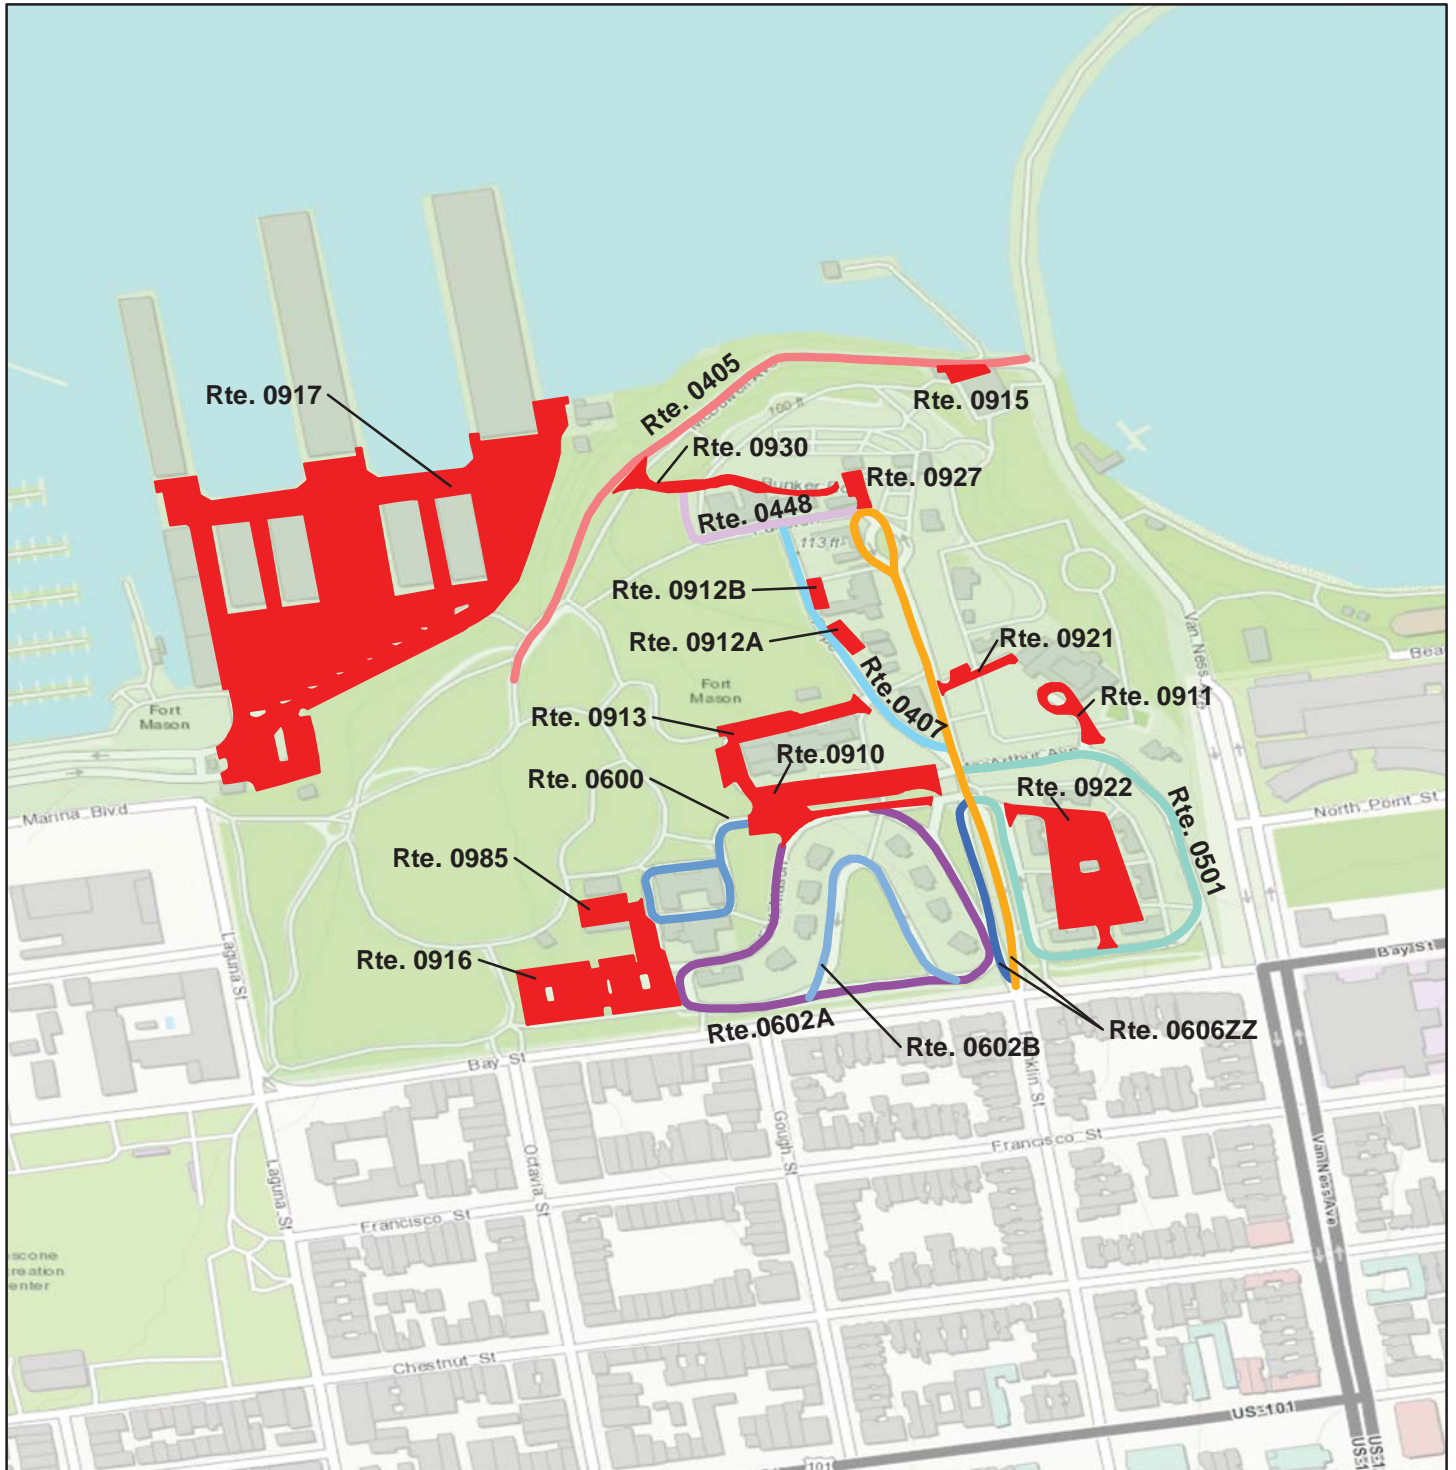 Rte. 0405
Rte. 0917
Rte. 0915
100 ft
Rte. 0930
Rte. 0927
Rte. 0448
113 ft
Rte. 0912B
Rte. 0912A
Rte. 0921
Van Ness
Fort
Mason
Fort
Mason
Rte.0407
Rte. 0911
Rte. 0913
Rte.0910
Rte. 0600
Rte. 0922
Rte. 0501
North Point St
Marina Blvd
Rte. 0985
Rte. 0916
Laguna St
Bay St
Rte.0602A
Rte. 0602B
Rte. 0606ZZ
Bay St
Gough St
Francisco St
Octavia St
Laguna St
Van Ness Ave
Francisco St
Chestnut St
US-101
101